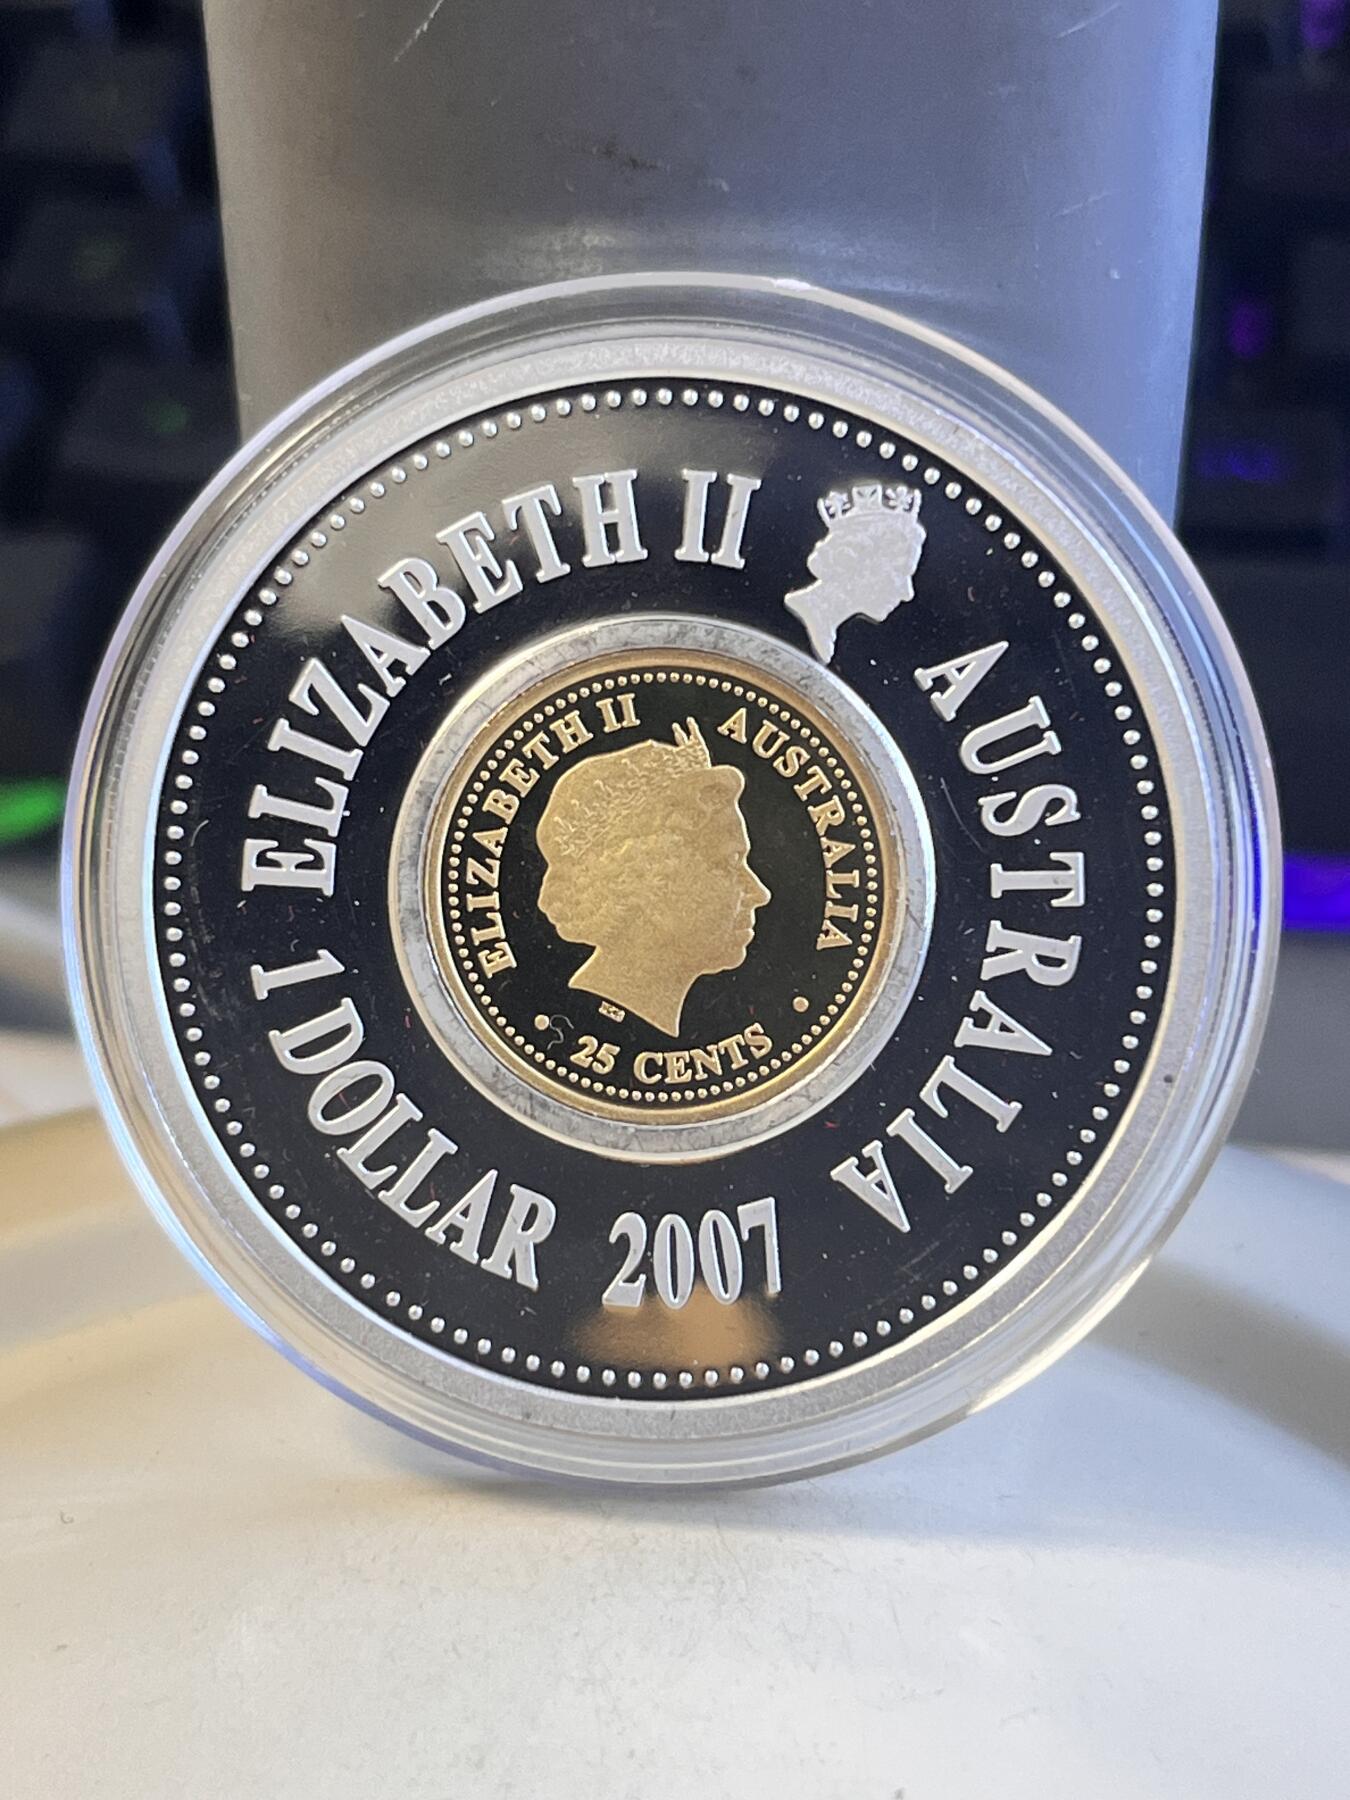 ELIZABETH II
AUSTRALIA
1 DOLLAR 2007
ELIZABETH II
AUSTRALIA
25 CENTS